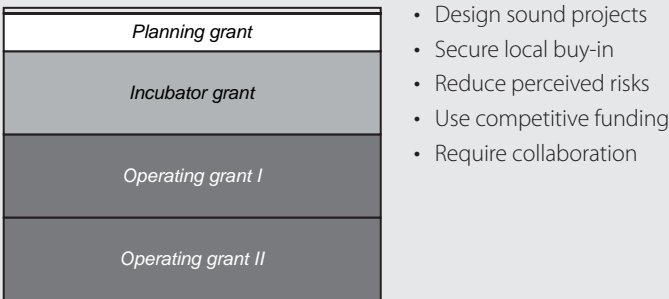 Planning grant
Incubator grant
Operating grant I
Operating grant II
• Design sound projects
• Secure local buy-in
• Reduce perceived risks
• Use competitive funding
• Require collaboration